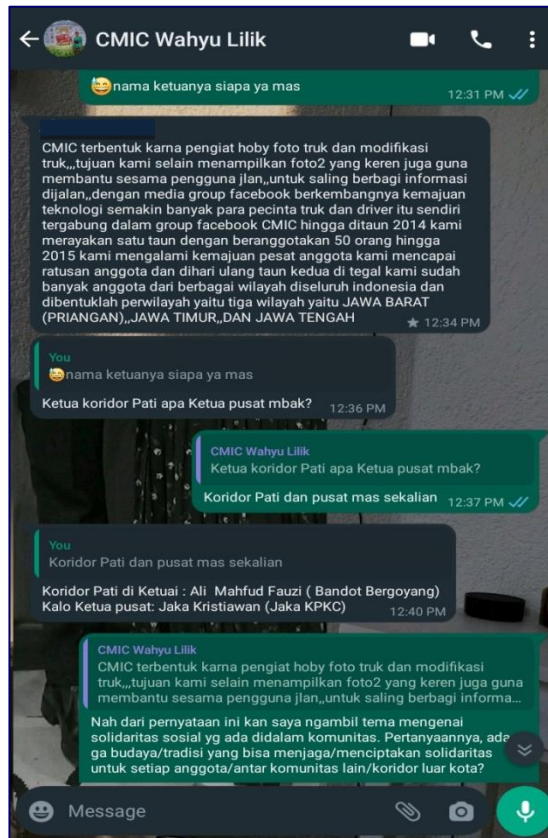 CMIC Wahyu Lilik
nama ketuanya siapa ya mas
12:31 PM
CMIC terbentuk karna pengiat hoby foto truk dan modifikasi
truk,,,tujuan kami selain menampilkan foto2 yang keren juga guna
membantu sesama pengguna jlan,,untuk saling berbagi informasi
dijalan,,dengan media group facebook berkembangnya kemajuan
teknologi semakin banyak para pecinta truk dan driver itu sendiri
tergabung dalam group facebook CMIC hingga ditaun 2014 kami
merayakan satu taun dengan beranggotakan 50 orang hingga
2015 kami mengalami kemajuan pesat anggota kami mencapai
ratusan anggota dan dihari ulang taun kedua di tegal kami sudah
banyak anggota dari berbagai wilayah diseluruh indonesia dan
dibentuklah perwilayah yaitu tiga wilayah yaitu JAWA BARAT
(PRIANGAN),,JAWA TIMUR,,DAN JAWA TENGAH
12:34 PM
You
nama ketuanya siapa ya mas
Ketua koridor Pati apa Ketua pusat mbak?
12:36 PM
CMIC Wahyu Lilik
Ketua koridor Pati apa Ketua pusat mbak?
Koridor Pati dan pusat mas sekalian
12:37 PM
You
Koridor Pati dan pusat mas sekalian
Koridor Pati di Ketuai : Ali Mahfud Fauzi ( Bandot Bergoyang)
Kalo Ketua pusat: Jaka Kristiawan (Jaka KPKC)
12:40 PM
CMIC Wahyu Lilik
CMIC terbentuk karna pengiat hoby foto truk dan modifikasi
truk,,,tujuan kami selain menampilkan foto2 yang keren juga guna
membantu sesama pengguna jlan,,untuk saling berbagi informa...
Nah dari pernyataan ini kan saya ngambil tema mengenai
solidaritas sosial yg ada didalam komunitas. Pertanyaannya, ada
ga budaya/tradisi yang bisa menjaga/menciptakan solidaritas
untuk setiap anggota/antar komunitas lain/koridor luar kota?
Message